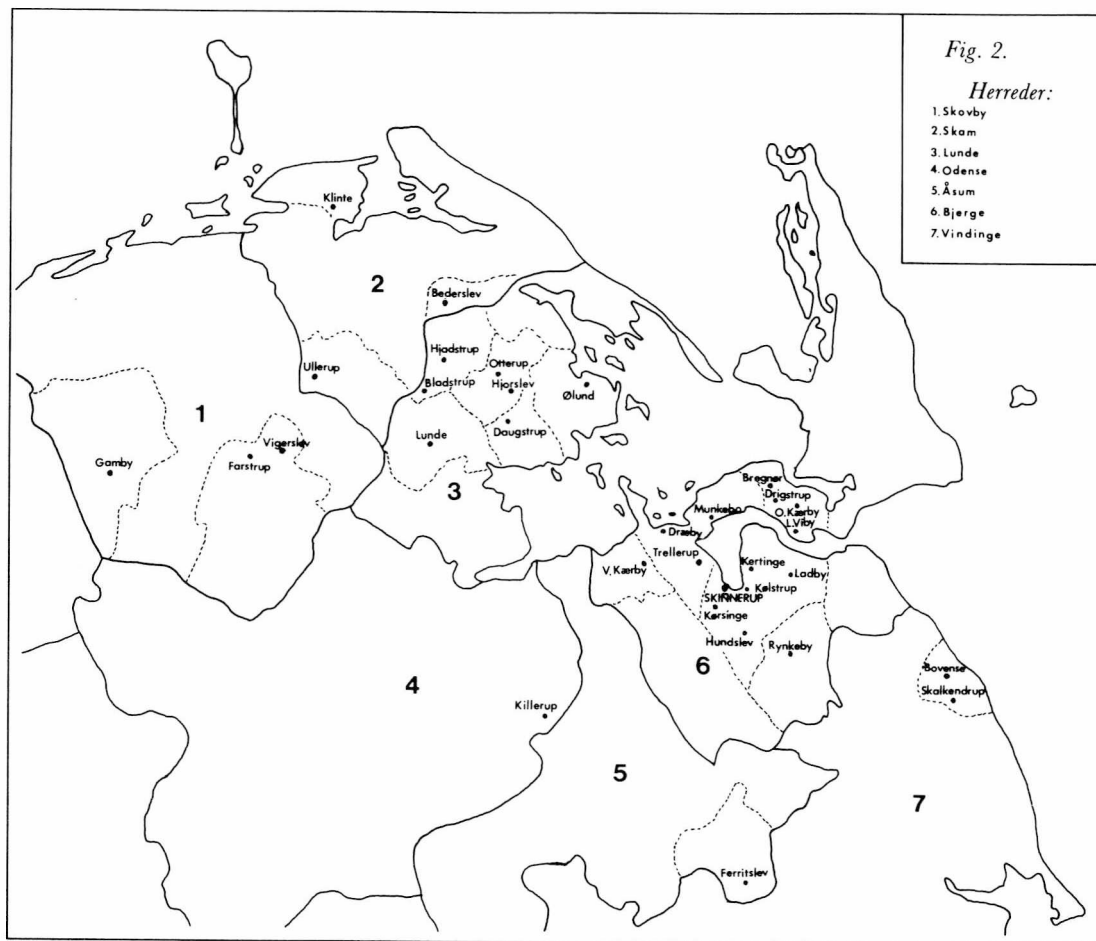 Fig. 2.
Herreder:
1. Skovby
2. Skam
3. Lunde
4. Odense
5. Åsum
6. Bjerge
7. Vindinge
Klinte
2
Bederslev
Hjadstrup
Otterup
Ullerup
Bladstrup
Hjorslev
Ølund
1
Lunde
Daugstrup
Vigerslev
Farstrup
Gamby
3
Bregnør
Drigstrup
Munkebo
O. Kærby
L. Viby
Dræby
Trellerup
V. Kærby
Kertinge
Ladby
SKINNERUP
Kølstrup
Kørsinge
Hundslev
Rynkeby
6
Bovense
Skalkendrup
4
Killerup
5
7
Ferritslev